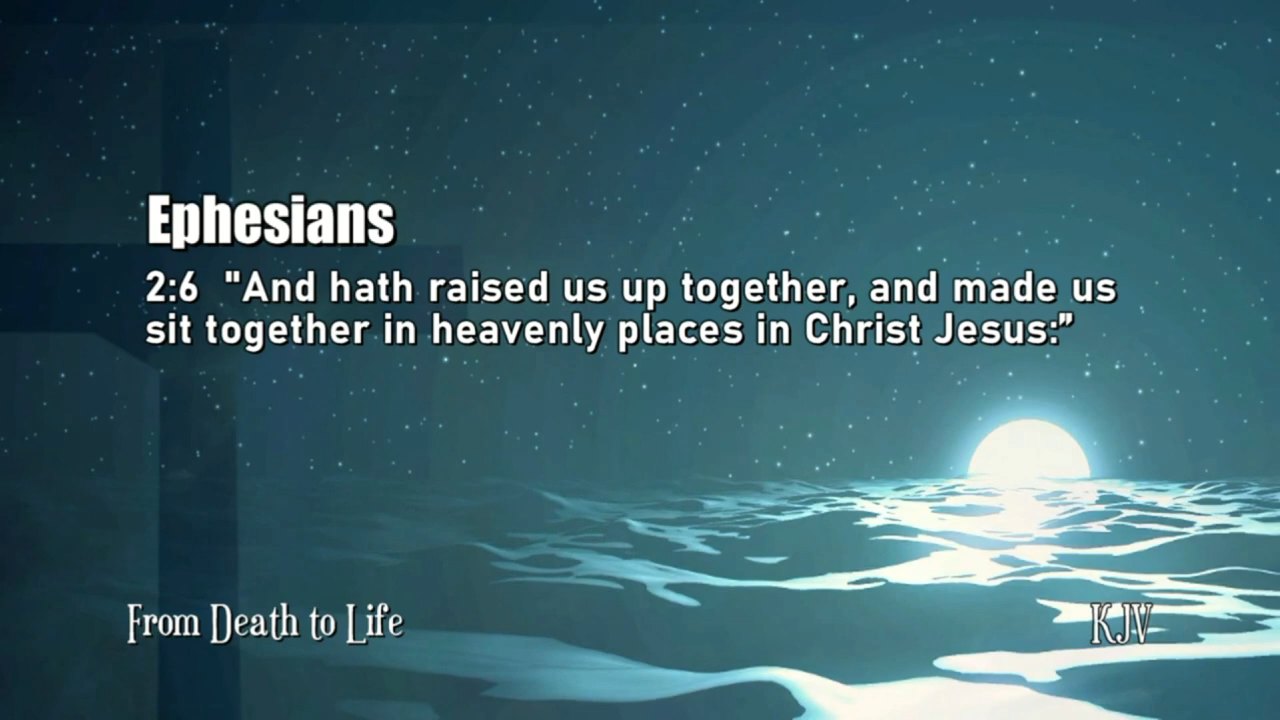 Ephesians
2:6 "And hath raised us up together, and made us
sit together in heavenly places in Christ Jesus:”
From Death to Life
KJV